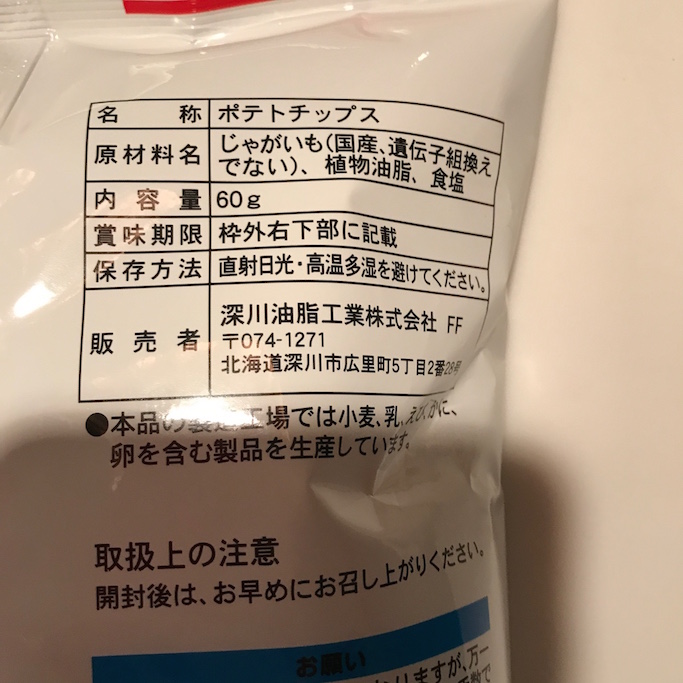 名称 ポテトチップス
原材料名 じゃがいも(国産、遺伝子組換え
でない)、植物油脂、食塩
内容量 60g
賞味期限 枠外右下部に記載
保存方法 直射日光・高温多湿を避けてください。
販売者 深川油脂工業株式会社 FF
〒074-1271
北海道深川市広里町5丁目2番28号
●本品の製造工場では小麦、乳、えび、かに、
卵を含む製品を生産しています。
取扱上の注意
開封後は、お早めにお召し上がりください。
お願い
りますが、万一